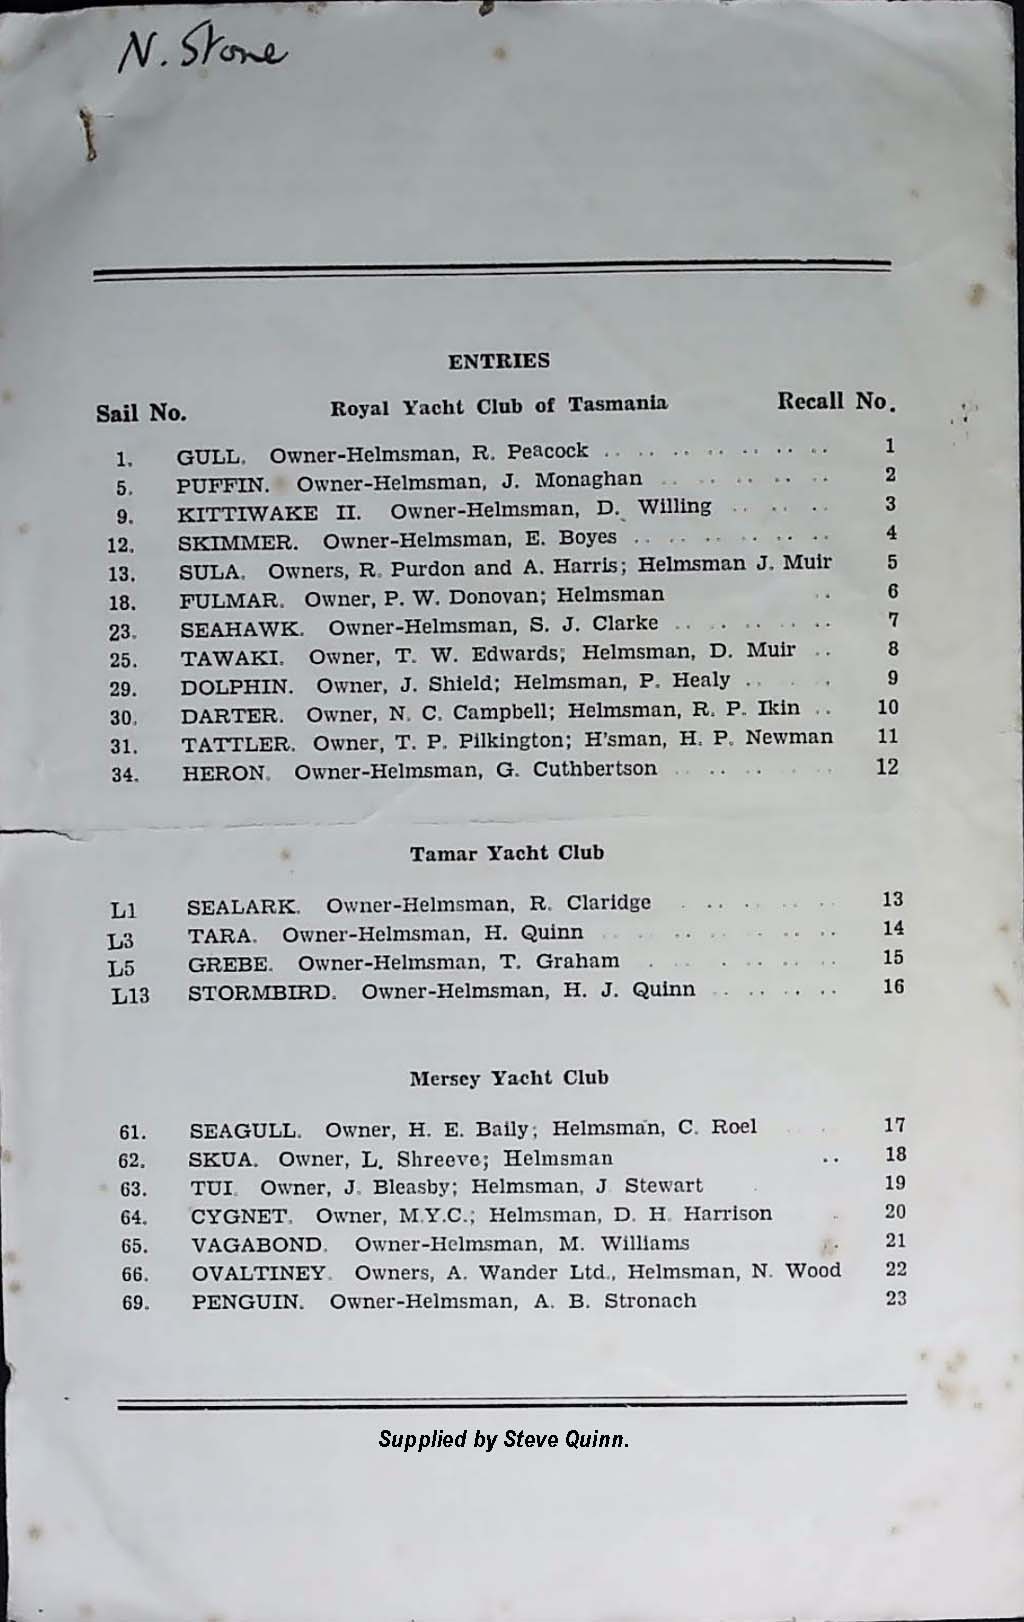 N. Stone
ENTRIES
Sail No. Royal Yacht Club of Tasmania Recall No.
1. GULL. Owner-Helmsman, R. Peacock .. .. .. .. .. .. .. 1
5. PUFFIN. Owner-Helmsman, J. Monaghan .. .. .. .. .. 2
9. KITTIWAKE II. Owner-Helmsman, D. Willing .. .. .. 3
12. SKIMMER. Owner-Helmsman, E. Boyes .. .. .. .. .. .. 4
13. SULA. Owners, R. Purdon and A. Harris; Helmsman J. Muir 5
18. FULMAR. Owner, P. W. Donovan; Helmsman .. 6
23. SEAHAWK. Owner-Helmsman, S. J. Clarke .. .. .. .. .. 7
25. TAWAKI. Owner, T. W. Edwards; Helmsman, D. Muir .. 8
29. DOLPHIN. Owner, J. Shield; Helmsman, P. Healy .. .. .. 9
30. DARTER. Owner, N. C. Campbell; Helmsman, R. P. Ikin .. 10
31. TATTLER. Owner, T. P. Pilkington; H'sman, H. P. Newman 11
34. HERON. Owner-Helmsman, G. Cuthbertson .. .. .. .. .. 12
Tamar Yacht Club
L1 SEALARK. Owner-Helmsman, R. Claridge .. .. .. .. .. 13
L3 TARA. Owner-Helmsman, H. Quinn .. .. .. .. .. .. .. 14
L5 GREBE. Owner-Helmsman, T. Graham .. .. .. .. .. .. 15
L13 STORMBIRD. Owner-Helmsman, H. J. Quinn .. .. .. .. 16
Mersey Yacht Club
61. SEAGULL. Owner, H. E. Baily; Helmsman, C. Roel .. .. 17
62. SKUA. Owner, L. Shreeve; Helmsman .. 18
63. TUI. Owner, J. Bleasby; Helmsman, J. Stewart 19
64. CYGNET. Owner, M.Y.C.; Helmsman, D. H. Harrison .. 20
65. VAGABOND. Owner-Helmsman, M. Williams .. 21
66. OVALTINEY. Owners, A. Wander Ltd., Helmsman, N. Wood 22
69. PENGUIN. Owner-Helmsman, A. B. Stronach 23
Supplied by Steve Quinn.